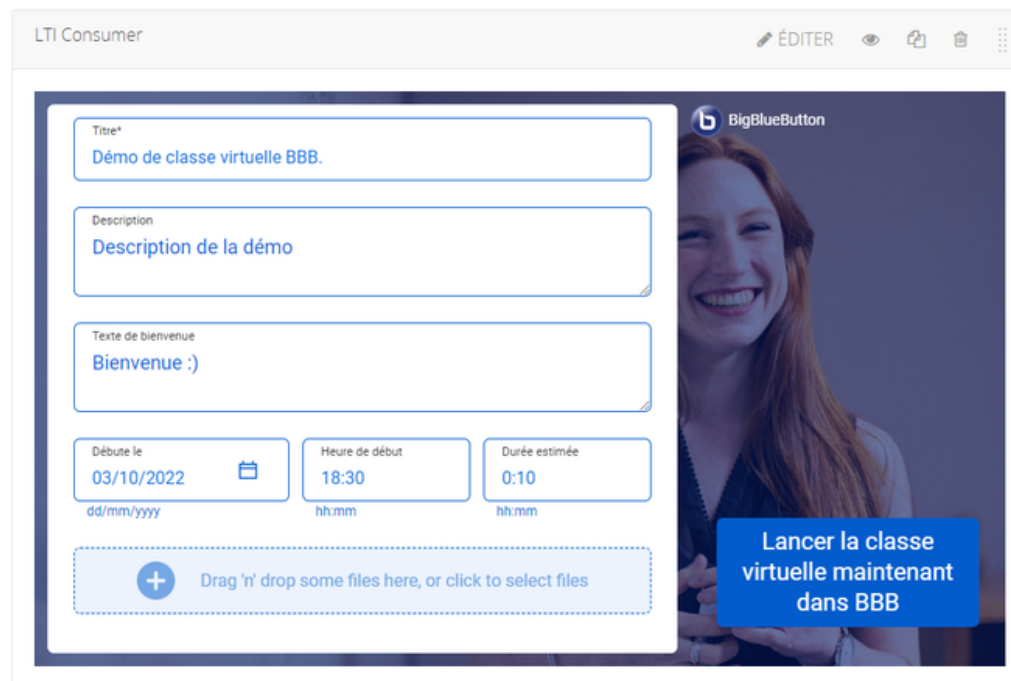 LTI Consumer
ÉDITER
Titre*
Démo de classe virtuelle BBB.
Description
Description de la démo
Texte de bienvenue
Bienvenue :)
Débute le
03/10/2022
dd/mm/yyyy
Heure de début
18:30
hh:mm
Durée estimée
0:10
hh:mm
Drag 'n' drop some files here, or click to select files
BigBlueButton
Lancer la classe
virtuelle maintenant
dans BBB